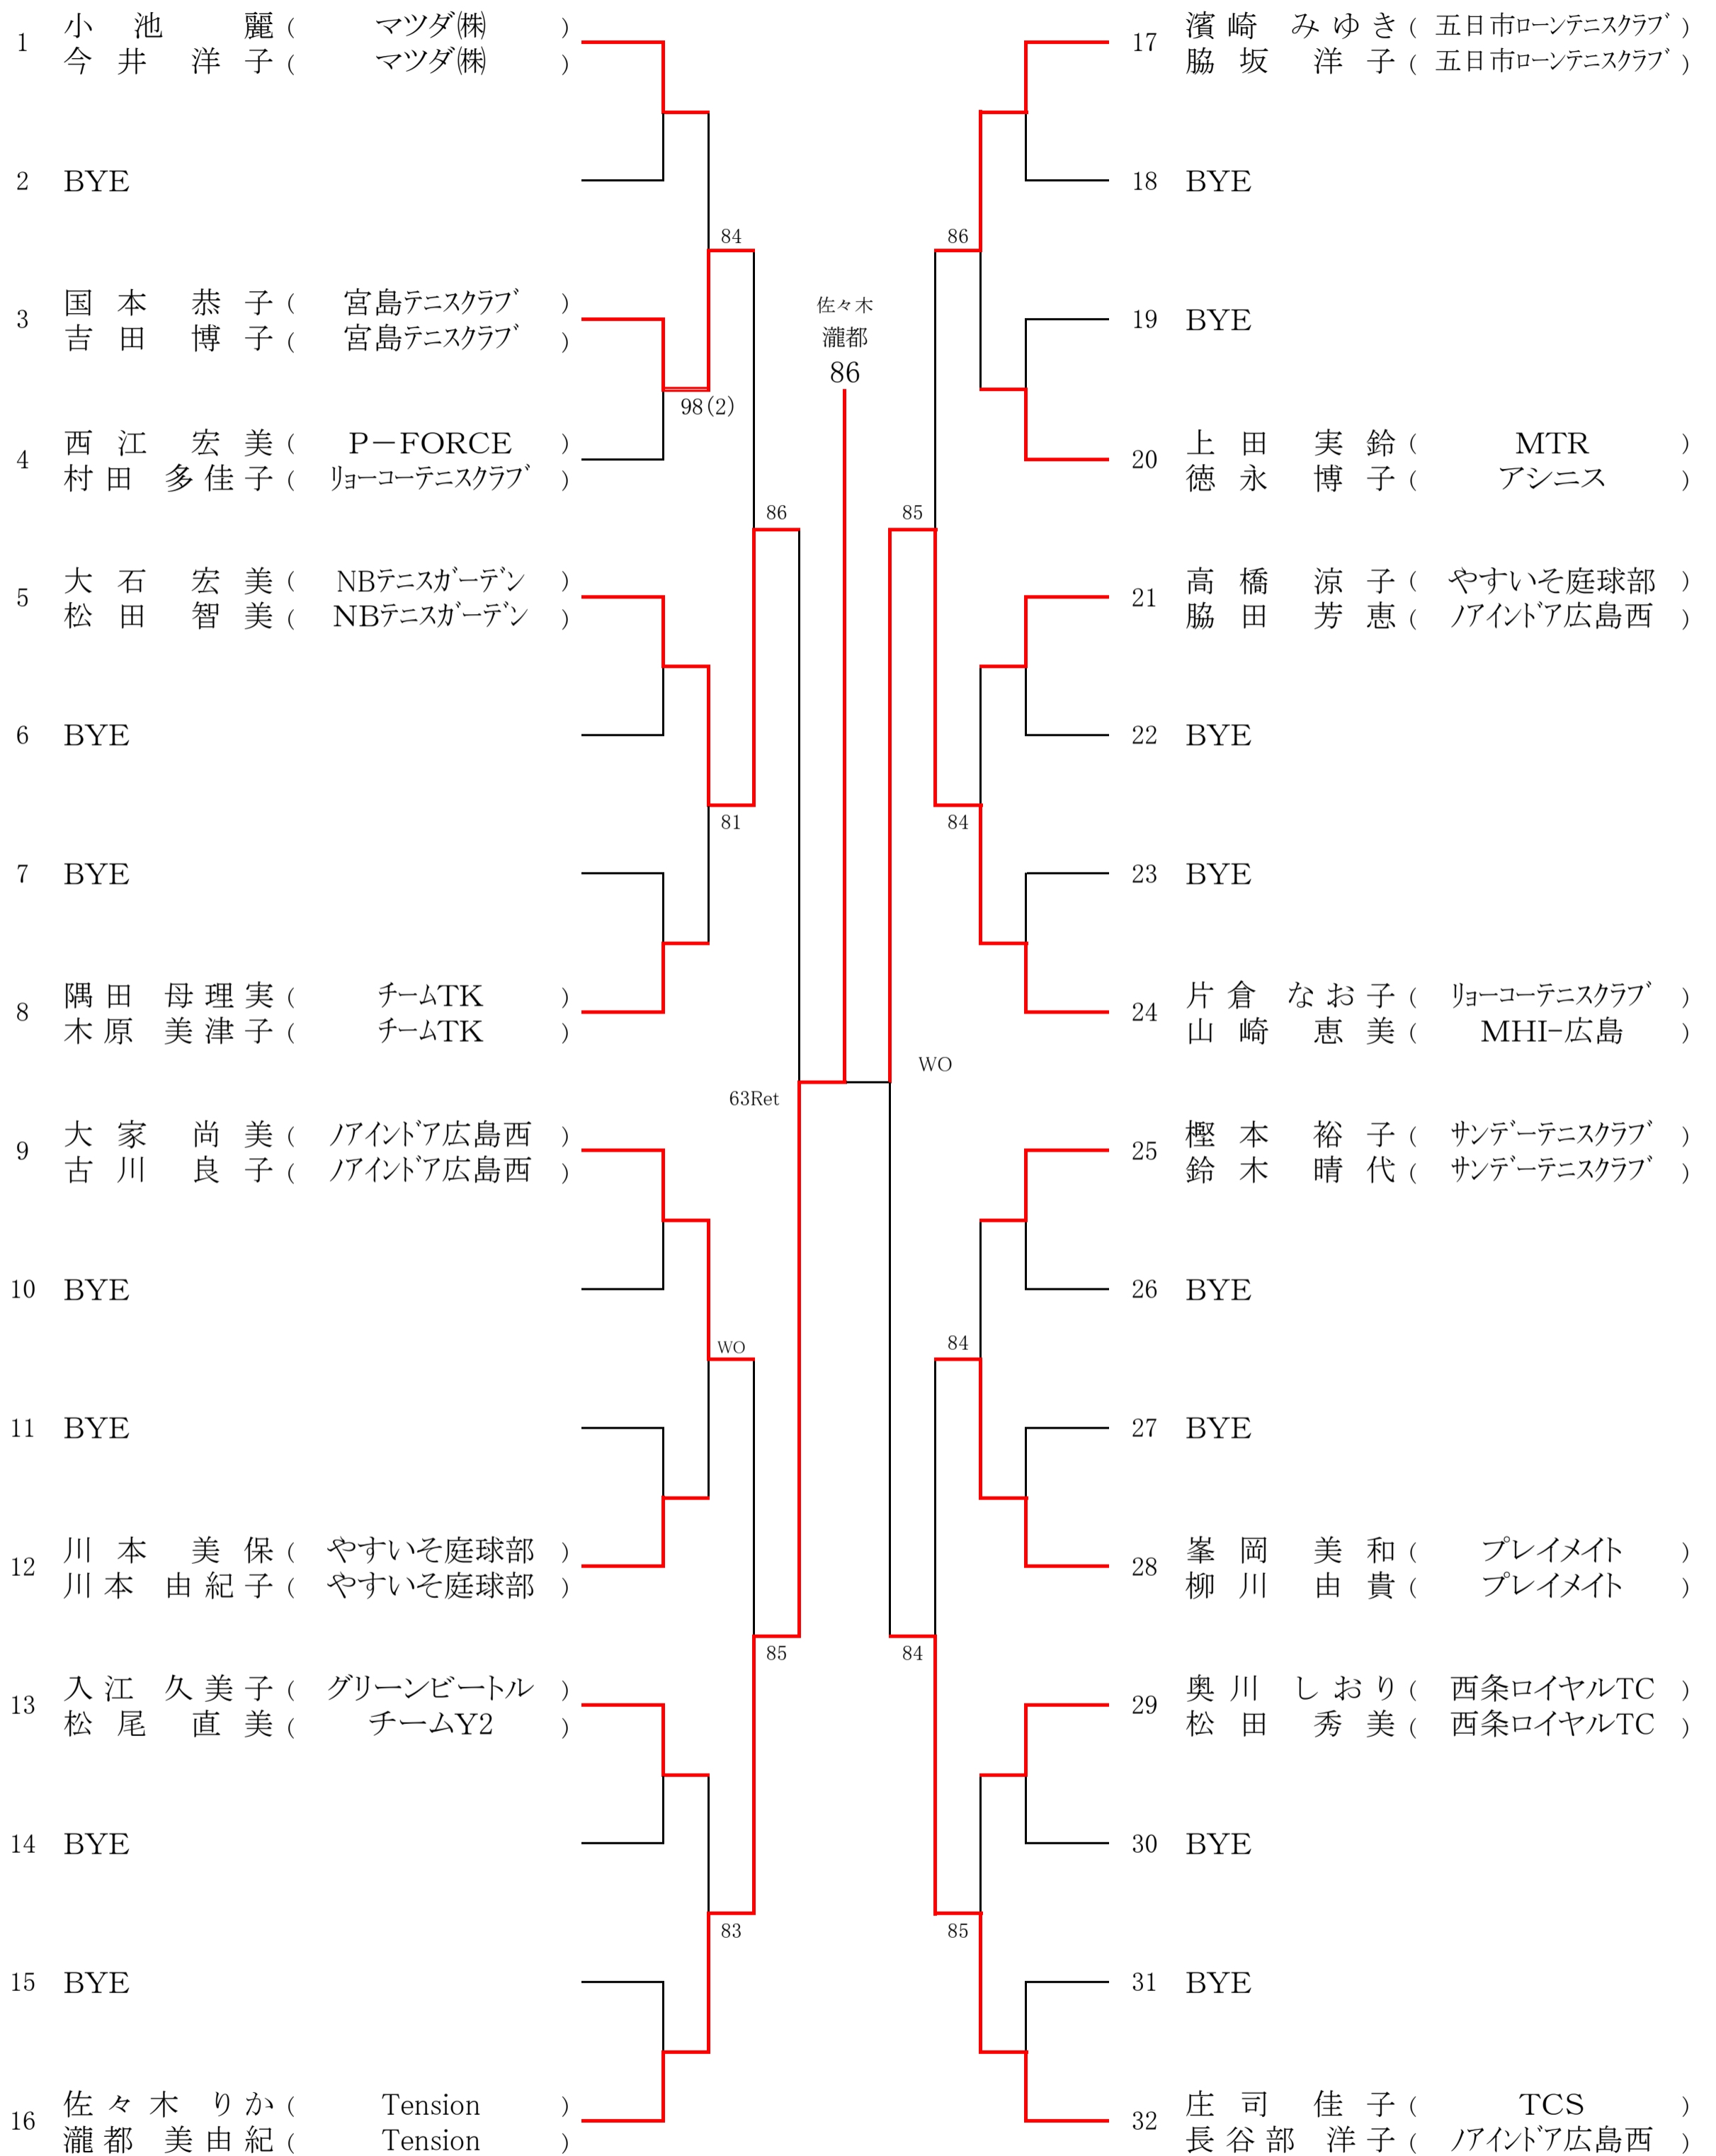 1 小池 麗 ( マツダ㈱ )
今井 洋子 ( マツダ㈱ )
2 BYE
84
3 国本 恭子 ( 宮島テニスクラブ )
吉田 博子 ( 宮島テニスクラブ )
98(2)
4 西江 宏美 ( P－FORCE )
村田 多佳子 ( リョーコーテニスクラブ )
86
5 大石 宏美 ( NBテニスガーデン )
松田 智美 ( NBテニスガーデン )
6 BYE
81
7 BYE
8 隅田 母理実 ( チームTK )
木原 美津子 ( チームTK )
63Ret
9 大家 尚美 ( ノアインドア広島西 )
古川 良子 ( ノアインドア広島西 )
10 BYE
WO
11 BYE
12 川本 美保 ( やすいそ庭球部 )
川本 由紀子 ( やすいそ庭球部 )
85
13 入江 久美子 ( グリーンビートル )
松尾 直美 ( チームY2 )
14 BYE
83
15 BYE
16 佐々木 りか ( Tension )
瀧都 美由紀 ( Tension )
佐々木
瀧都
86
17 濱崎 みゆき ( 五日市ローンテニスクラブ )
脇坂 洋子 ( 五日市ローンテニスクラブ )
18 BYE
86
19 BYE
20 上田 実鈴 ( MTR )
徳永 博子 ( アシニス )
85
21 高橋 涼子 ( やすいそ庭球部 )
脇田 芳恵 ( ノアインドア広島西 )
22 BYE
84
23 BYE
24 片倉 なお子 ( リョーコーテニスクラブ )
山崎 恵美 ( MHI-広島 )
WO
25 樫本 裕子 ( サンデーテニスクラブ )
鈴木 晴代 ( サンデーテニスクラブ )
26 BYE
84
27 BYE
28 峯岡 美和 ( プレイメイト )
柳川 由貴 ( プレイメイト )
84
29 奥川 しおり ( 西条ロイヤルTC )
松田 秀美 ( 西条ロイヤルTC )
30 BYE
85
31 BYE
32 庄司 佳子 ( TCS )
長谷部 洋子 ( ノアインドア広島西 )